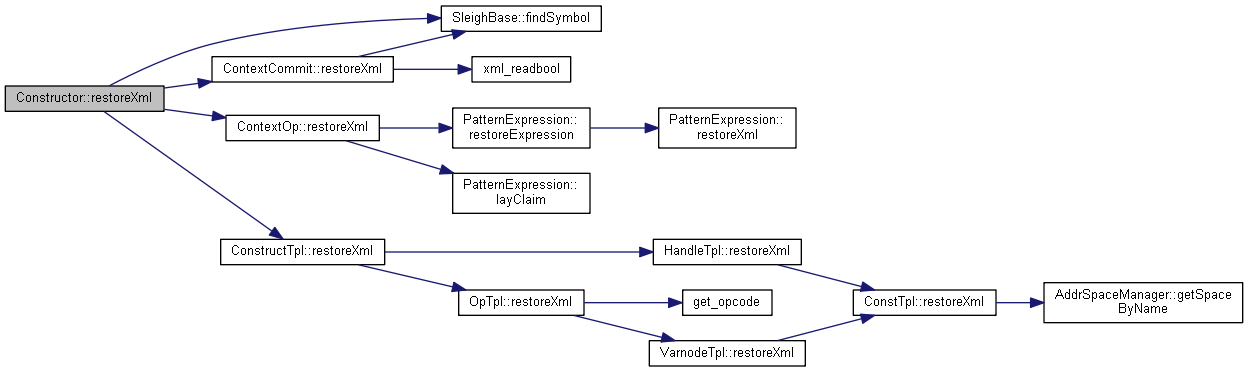 SleighBase::findSymbol
ContextCommit::restoreXml
xml_readbool
Constructor::restoreXml
ContextOp::restoreXml
PatternExpression::
restoreExpression
PatternExpression::
restoreXml
PatternExpression::
layClaim
ConstructTpl::restoreXml
HandleTpl::restoreXml
OpTpl::restoreXml
get_opcode
ConstTpl::restoreXml
AddrSpaceManager::getSpace
ByName
VarnodeTpl::restoreXml